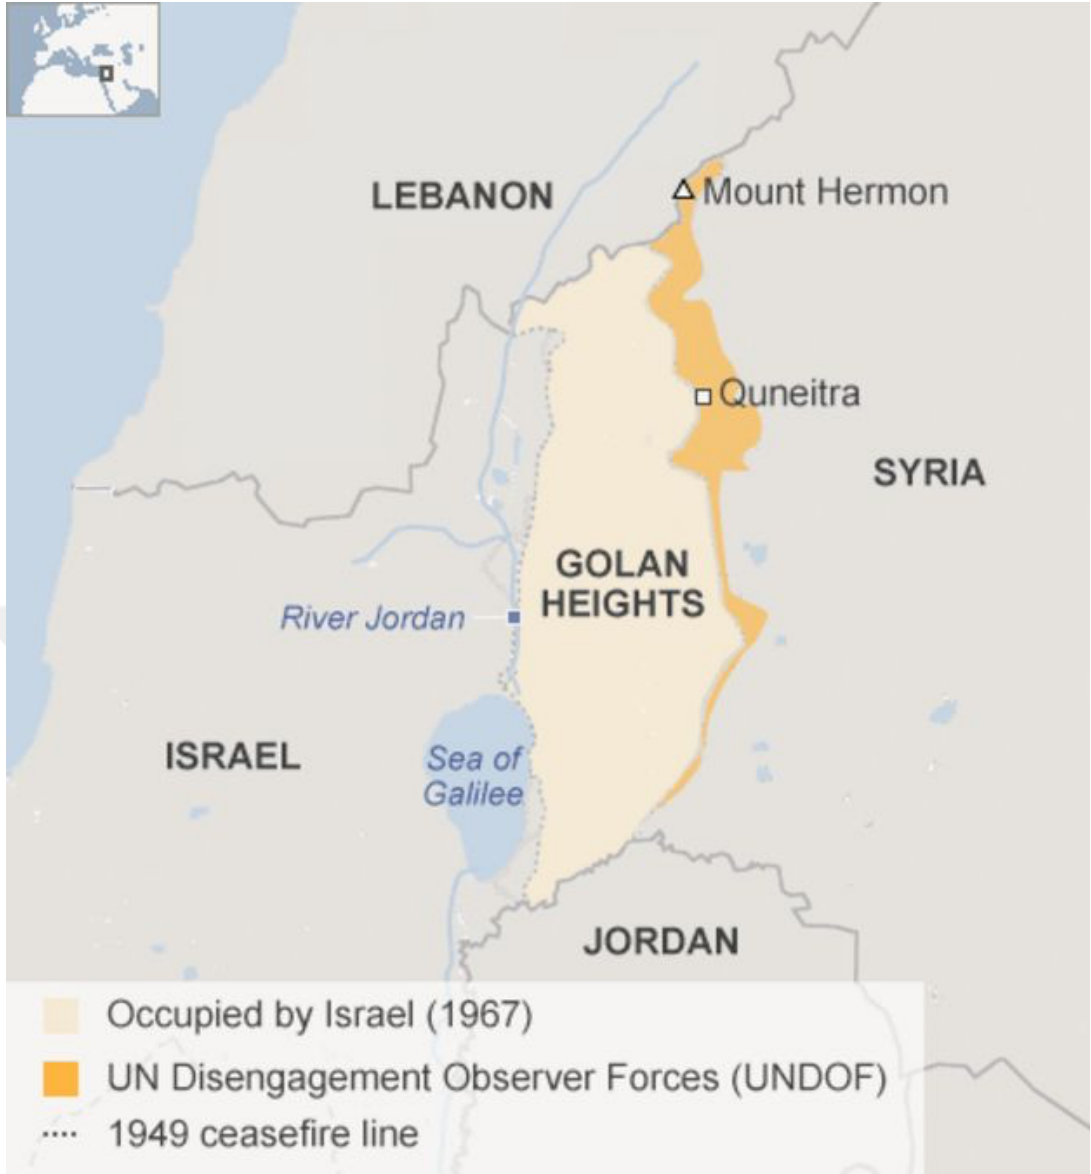 LEBANON
Mount Hermon
Quneitra
SYRIA
GOLAN
HEIGHTS
River Jordan
ISRAEL
Sea of
Galilee
JORDAN
Occupied by Israel (1967)
UN Disengagement Observer Forces (UNDOF)
1949 ceasefire line